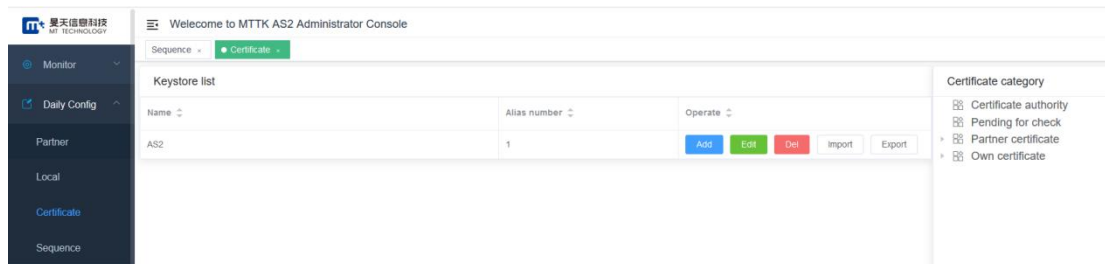 昊天信息科技
MT TECHNOLOGY
Welecome to MTTK AS2 Administrator Console
Sequence ×
Certificate ×
Monitor
Daily Config
Partner
Local
Certificate
Sequence
Keystore list
Name Alias number Operate
AS2 1 Add Edit Del Import Export
Certificate category
Certificate authority
Pending for check
Partner certificate
Own certificate